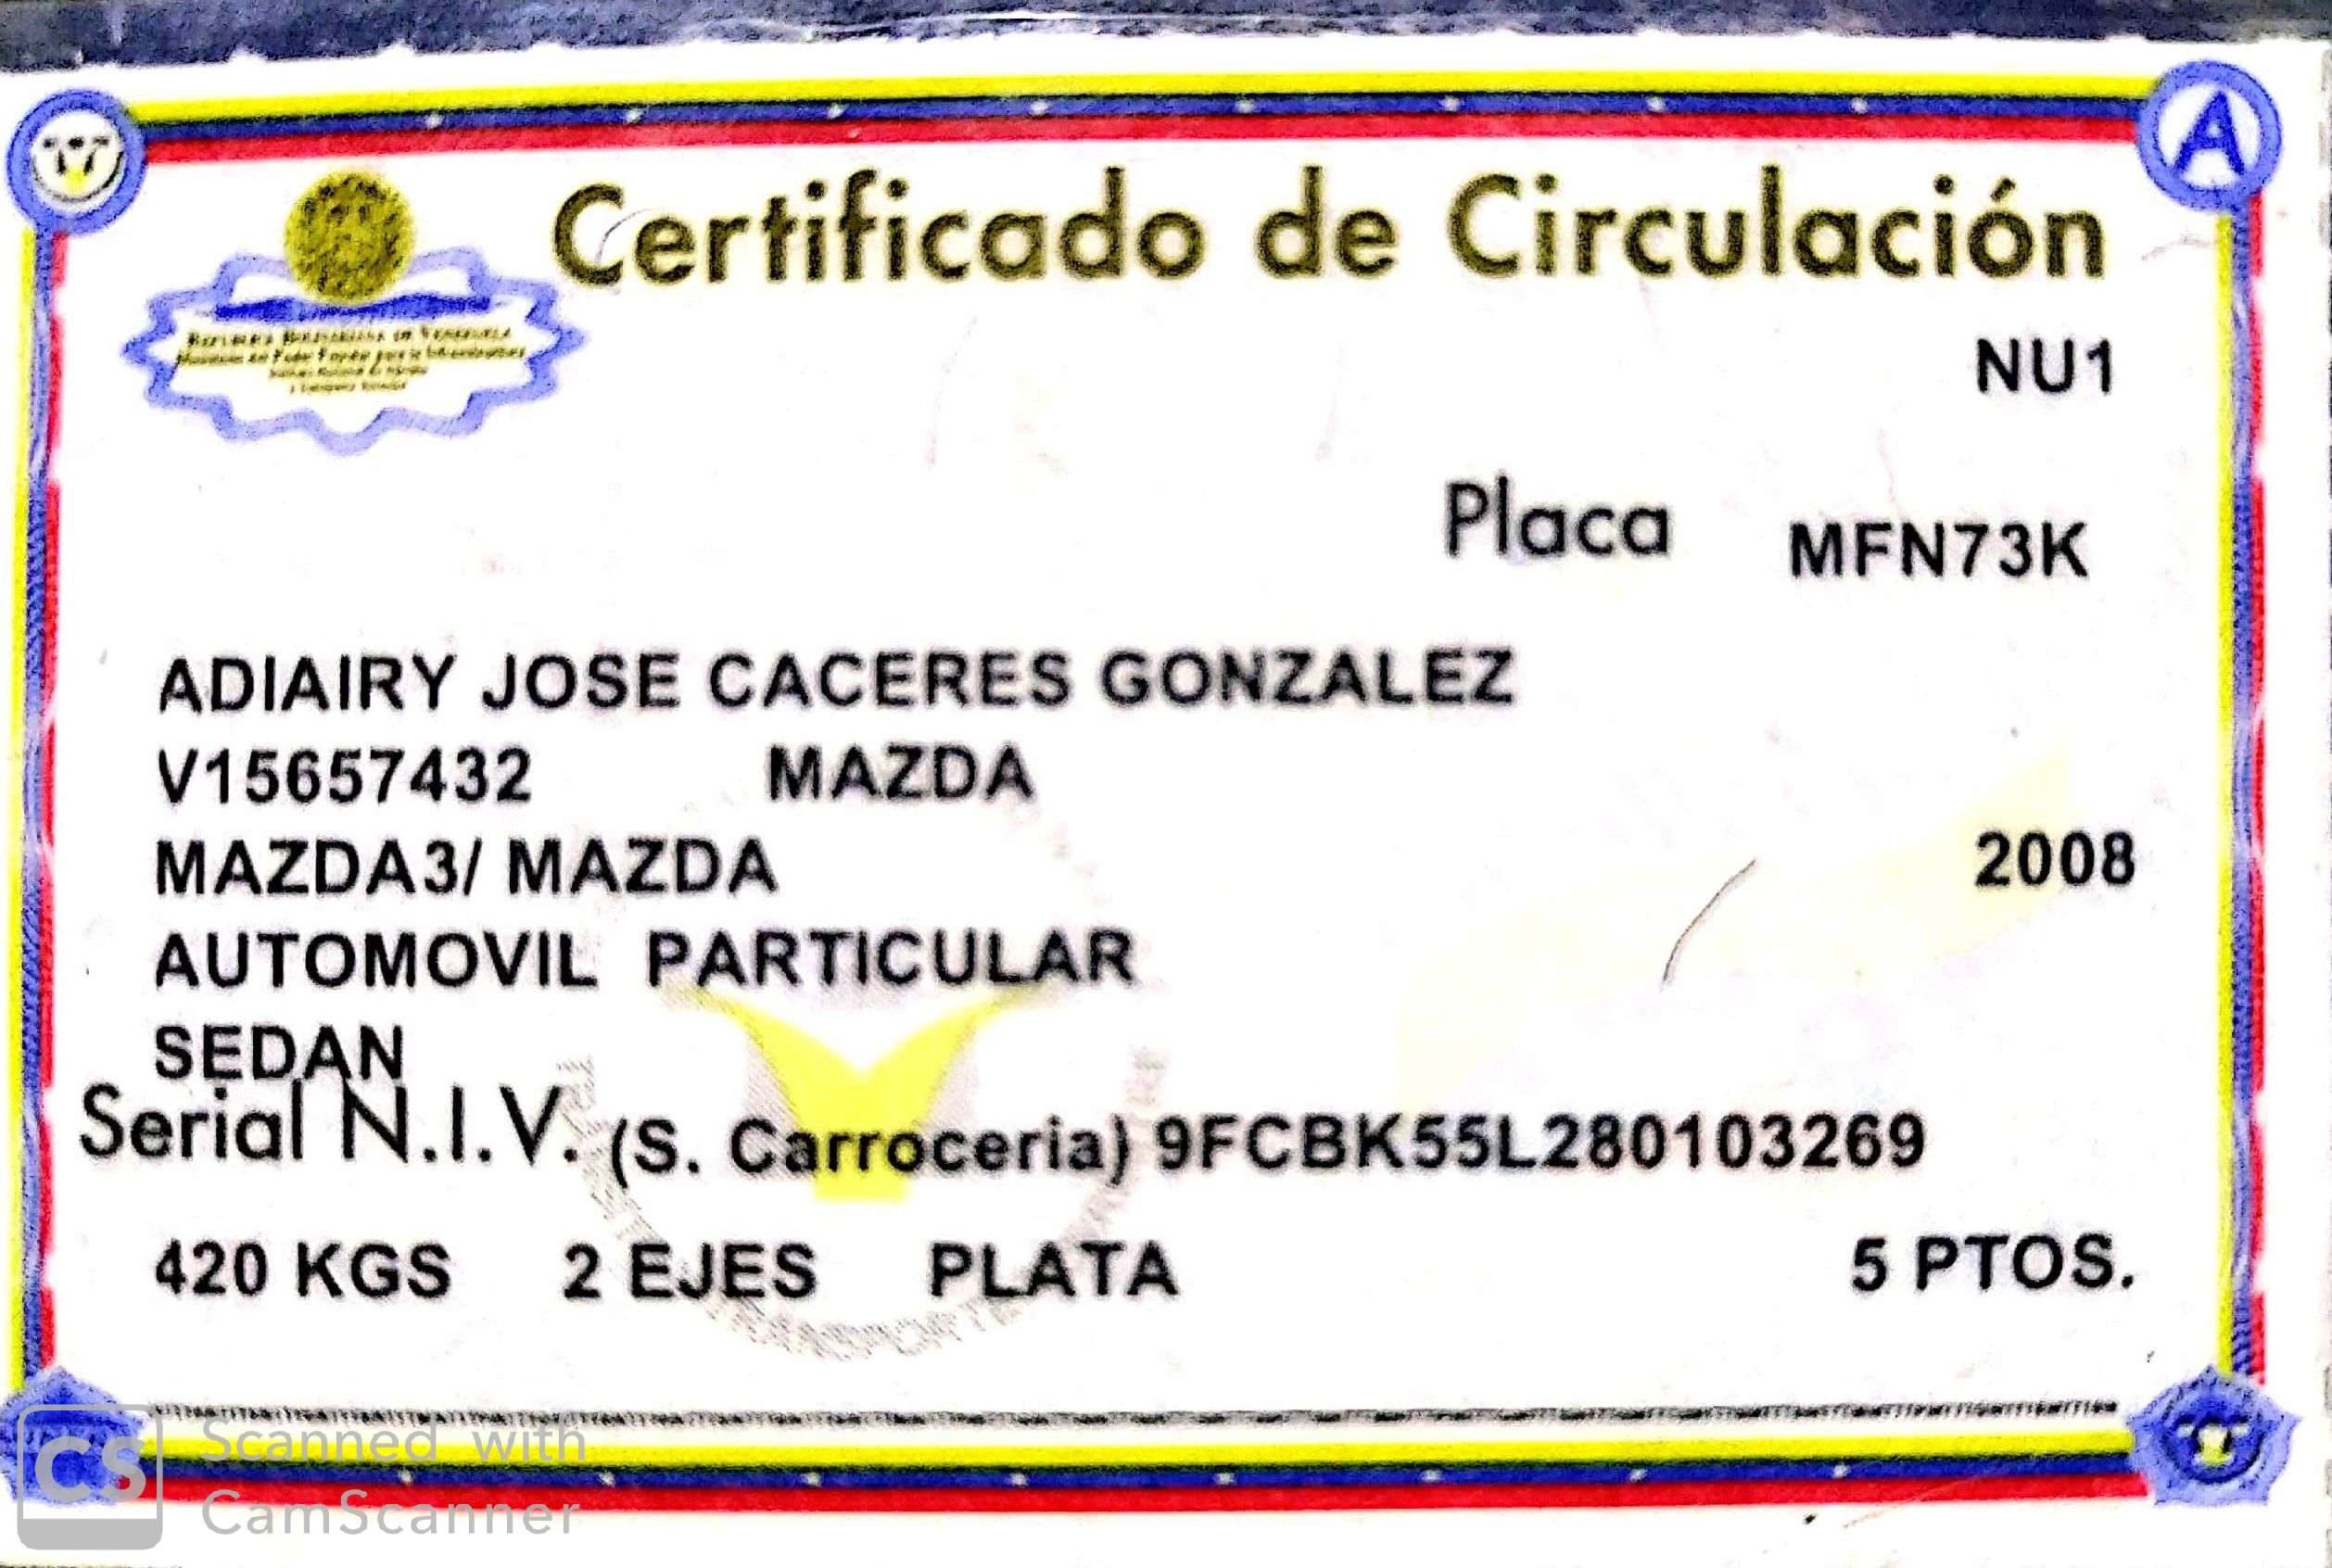 Certificado de Circulación
REPUBLICA BOLIVARIANA DE VENEZUELA
Ministerio del Poder Popular para la Infraestructura
Instituto Nacional de Tránsito
y Transporte Terrestre
NU1
Placa MFN73K
ADIAIRY JOSE CACERES GONZALEZ
V15657432 MAZDA
MAZDA3/ MAZDA 2008
AUTOMOVIL PARTICULAR
SEDAN
Serial N.I.V. (S. Carroceria) 9FCBK55L280103269
420 KGS 2 EJES PLATA 5 PTOS.
CS Scanned with
CamScanner